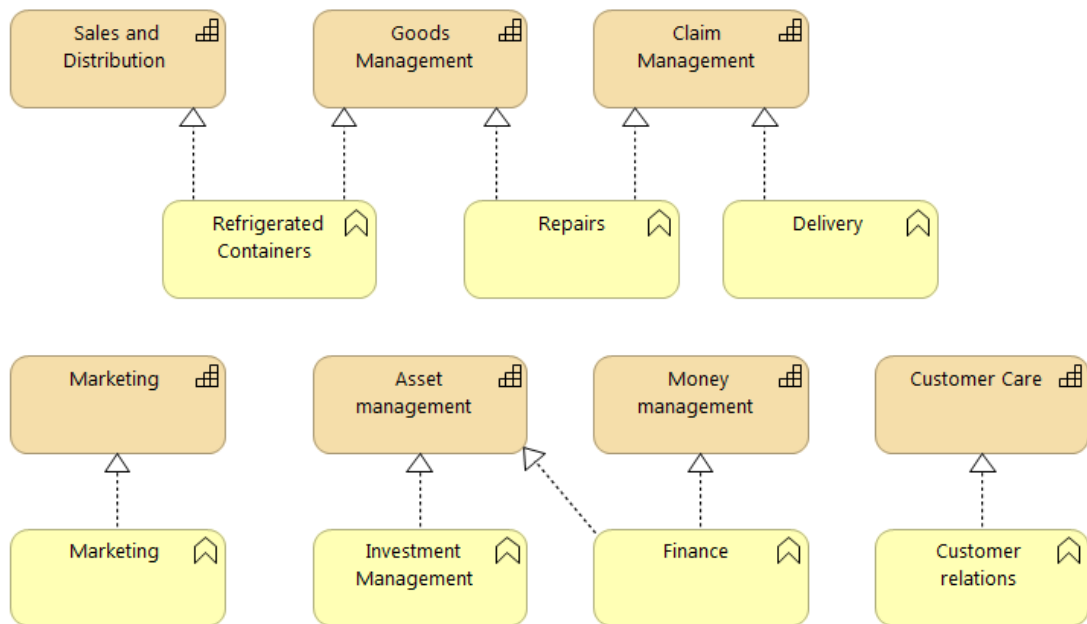 Sales and
Distribution
Goods
Management
Claim
Management
Refrigerated
Containers
Repairs
Delivery
Marketing
Asset
management
Money
management
Customer Care
Marketing
Investment
Management
Finance
Customer
relations